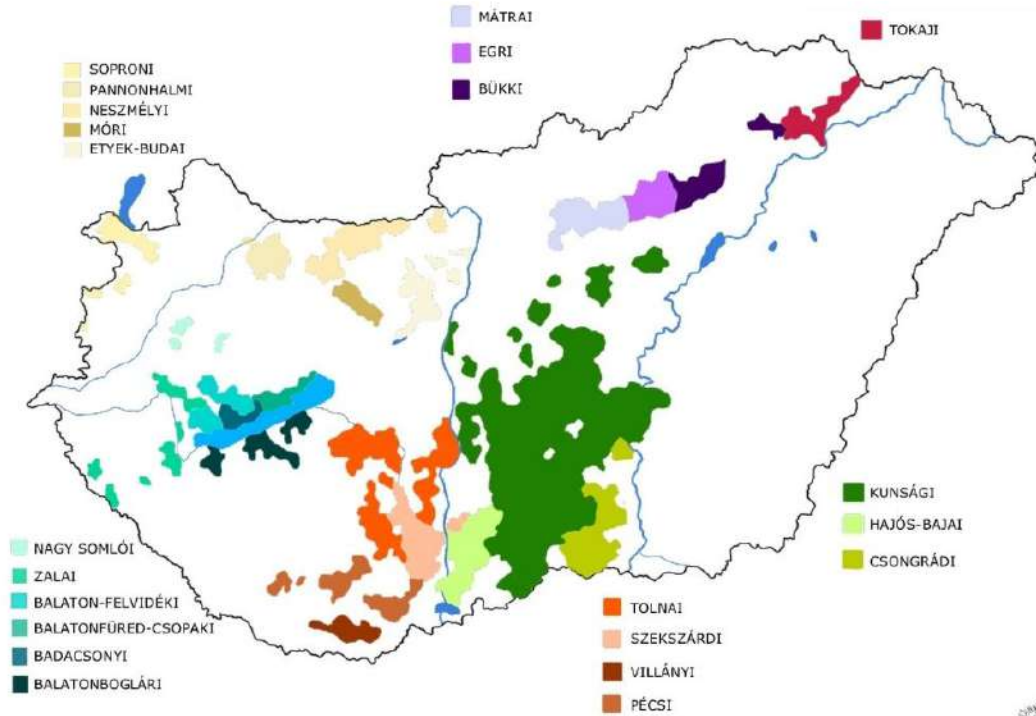 MÁTRAI
EGRI
BÜKKI
TOKAJI
SOPRONI
PANNONHALMI
NESZMÉLYI
MÓRI
ETYEK-BUDAI
NAGY SOMLÓI
ZALAI
BALATON-FELVIDÉKI
BALATONFÜRED-CSOPAKI
BADACSONYI
BALATONBOGLÁRI
KUNSÁGI
HAJÓS-BAJAI
CSONGRÁDI
TOLNAI
SZEKSZÁRDI
VILLÁNYI
PÉCSI